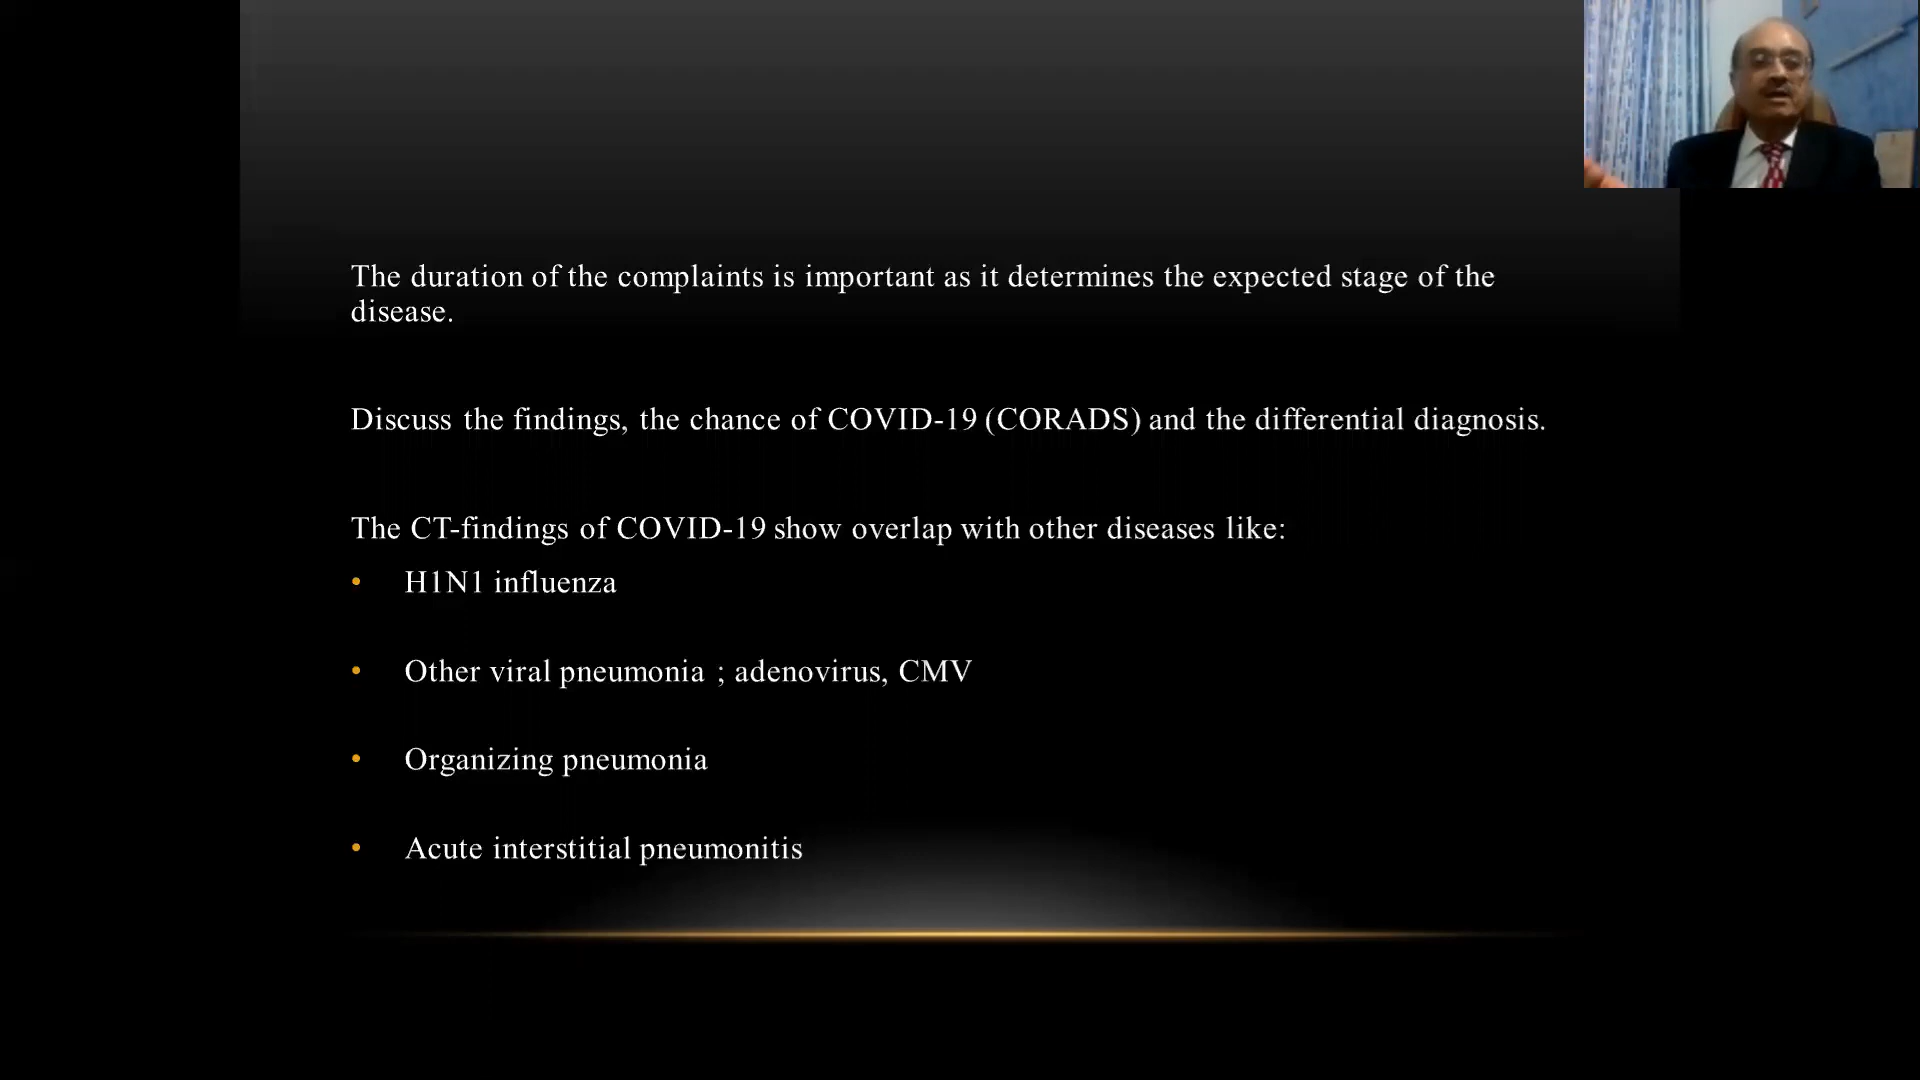 The duration of the complaints is important as it determines the expected stage of the
disease.
Discuss the findings, the chance of COVID-19 (CORADS) and the differential diagnosis.
The CT-findings of COVID-19 show overlap with other diseases like:
• H1N1 influenza
• Other viral pneumonia ; adenovirus, CMV
• Organizing pneumonia
• Acute interstitial pneumonitis